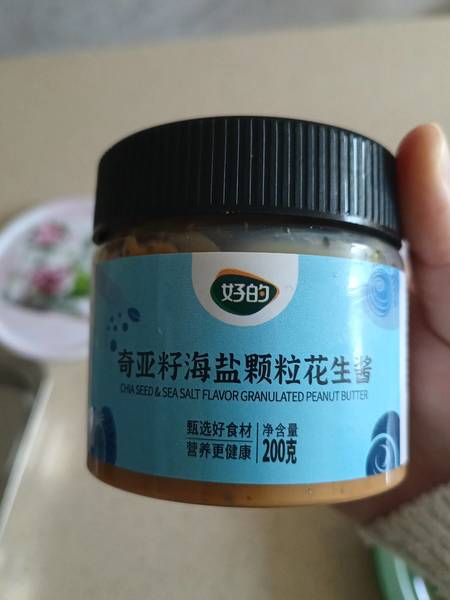 好的
奇亚籽海盐颗粒花生酱
CHIA SEED & SEA SALT FLAVOR GRANULATED PEANUT BUTTER
甄选好食材
营养更健康
净含量
200克